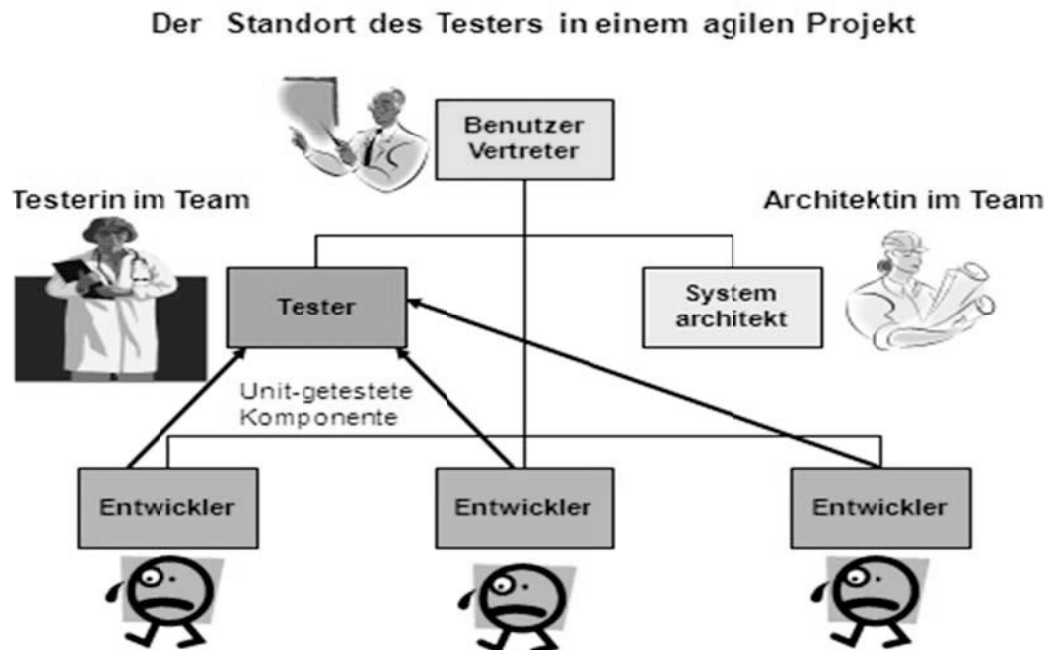 Der Standort des Testers in einem agilen Projekt
Benutzer
Vertreter
Testerin im Team
Architektin im Team
Tester
System
architekt
Unit-getestete
Komponente
Entwickler
Entwickler
Entwickler